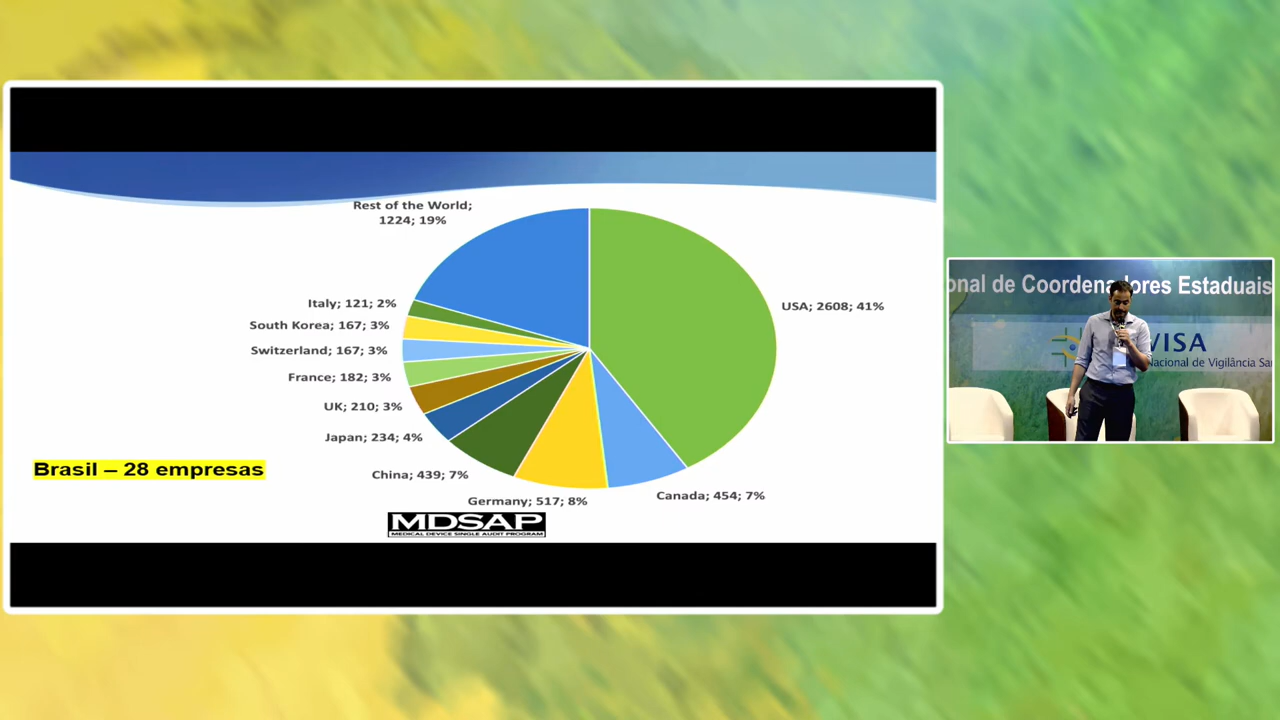 Rest of the World;
1224; 19%
USA; 2608; 41%
Italy; 121; 2%
South Korea; 167; 3%
Switzerland; 167; 3%
France; 182; 3%
UK; 210; 3%
Japan; 234; 4%
China; 439; 7%
Germany; 517; 8%
Canada; 454; 7%
Brasil – 28 empresas
MDSAP
MEDICAL DEVICE SINGLE AUDIT PROGRAM
onal de Coordenadores Estaduais
VISA
Nacional de Vigilância Sa